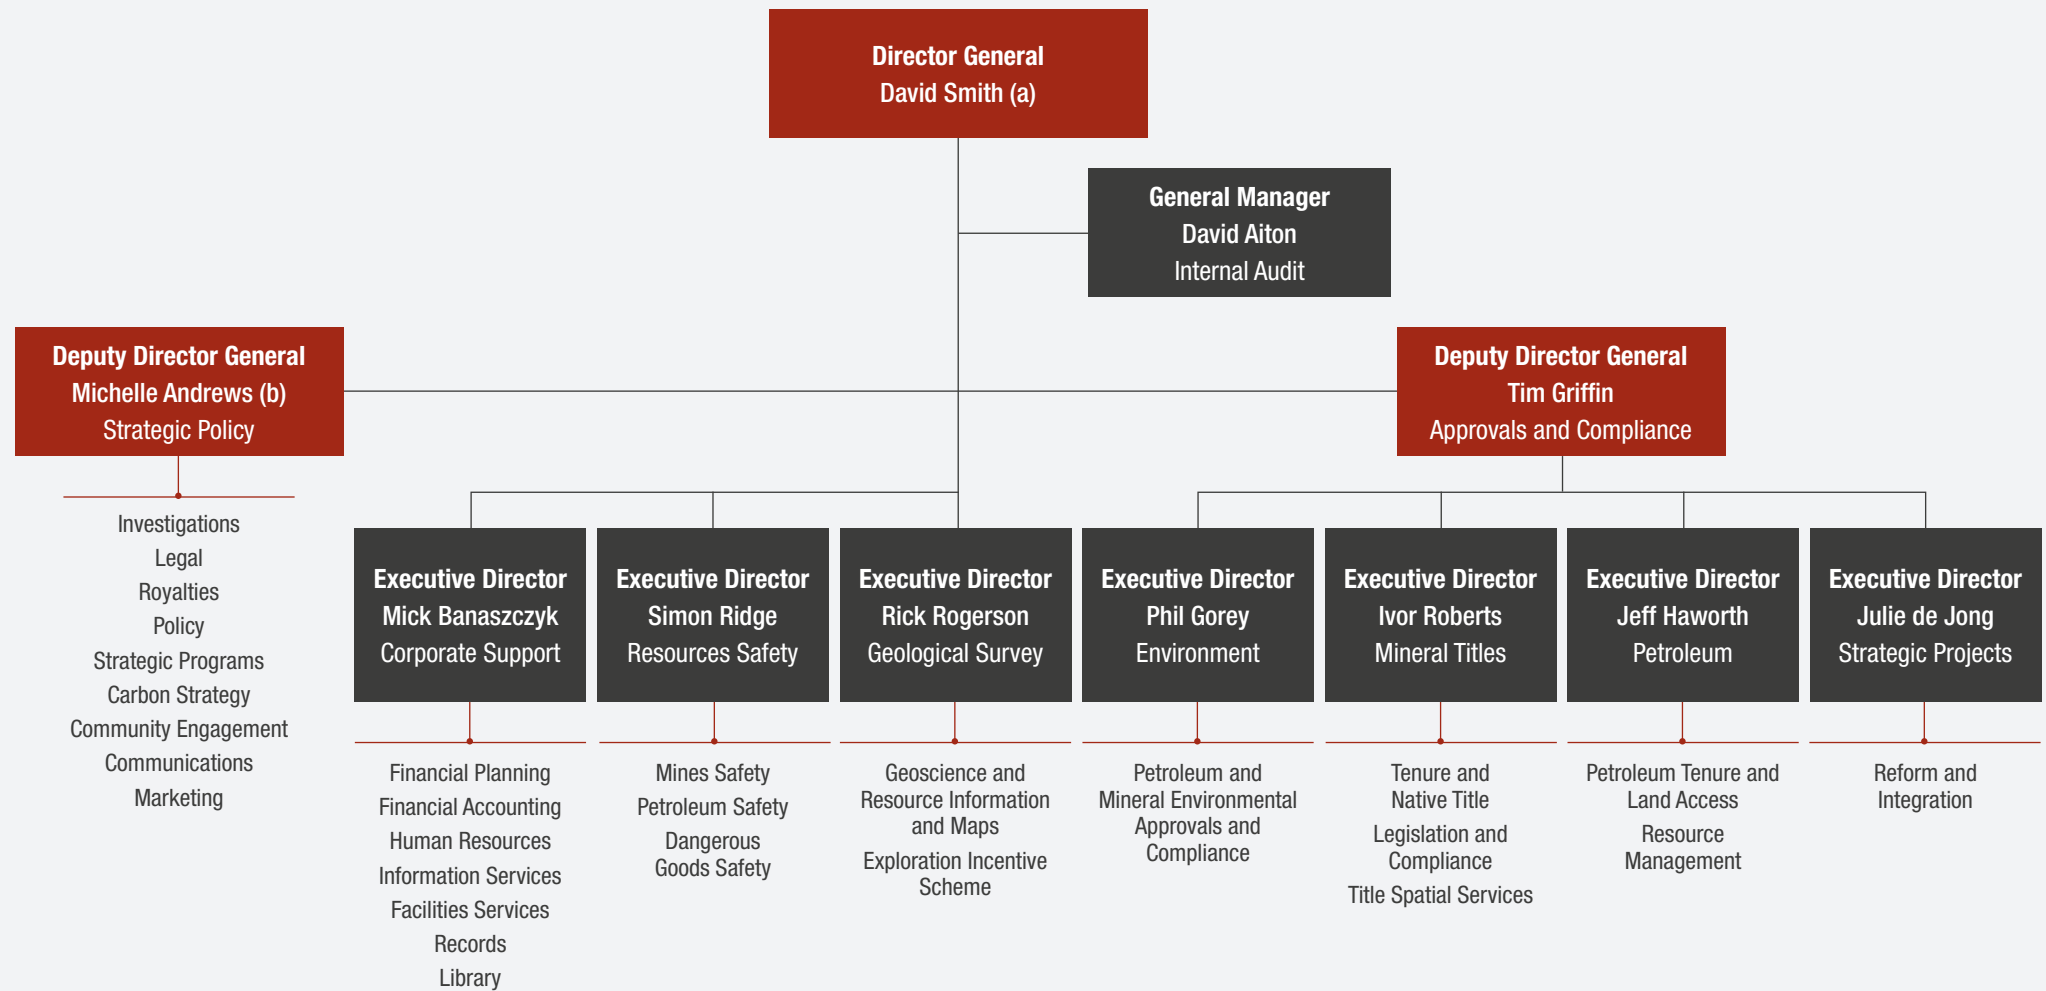 Director General
David Smith (a)
General Manager
David Aiton
Internal Audit
Deputy Director General
Michelle Andrews (b)
Strategic Policy
Deputy Director General
Tim Griffin
Approvals and Compliance
Investigations
Legal
Royalties
Policy
Strategic Programs
Carbon Strategy
Community Engagement
Communications
Marketing
Executive Director
Mick Banaszczyk
Corporate Support
Financial Planning
Financial Accounting
Human Resources
Information Services
Facilities Services
Records
Library
Executive Director
Simon Ridge
Resources Safety
Mines Safety
Petroleum Safety
Dangerous
Goods Safety
Executive Director
Rick Rogerson
Geological Survey
Geoscience and
Resource Information
and Maps
Exploration Incentive
Scheme
Executive Director
Phil Gorey
Environment
Petroleum and
Mineral Environmental
Approvals and
Compliance
Executive Director
Ivor Roberts
Mineral Titles
Tenure and
Native Title
Legislation and
Compliance
Title Spatial Services
Executive Director
Jeff Haworth
Petroleum
Petroleum Tenure and
Land Access
Resource
Management
Executive Director
Julie de Jong
Strategic Projects
Reform and
Integration